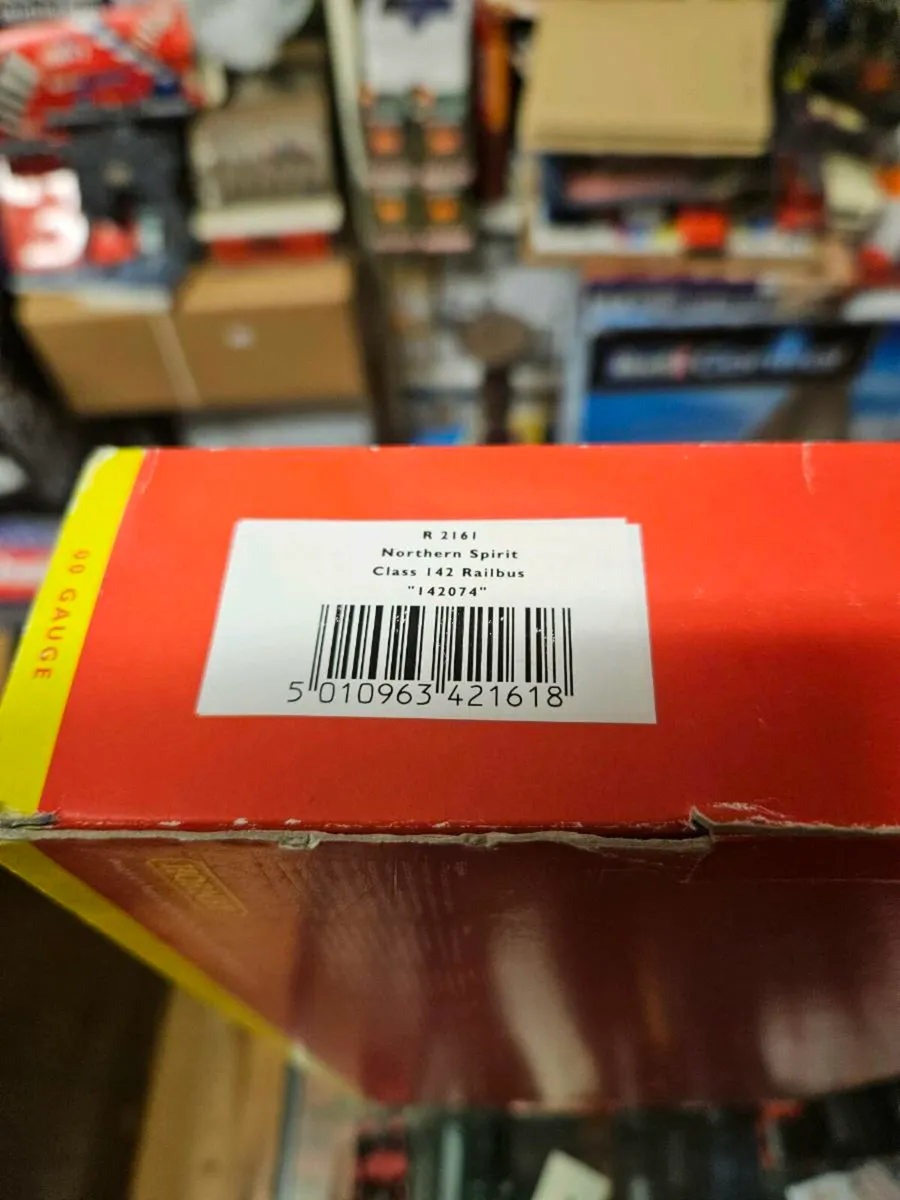 R 2161
Northern Spirit
Class 142 Railbus
"142074"
5 010963 421618
00 GAUGE